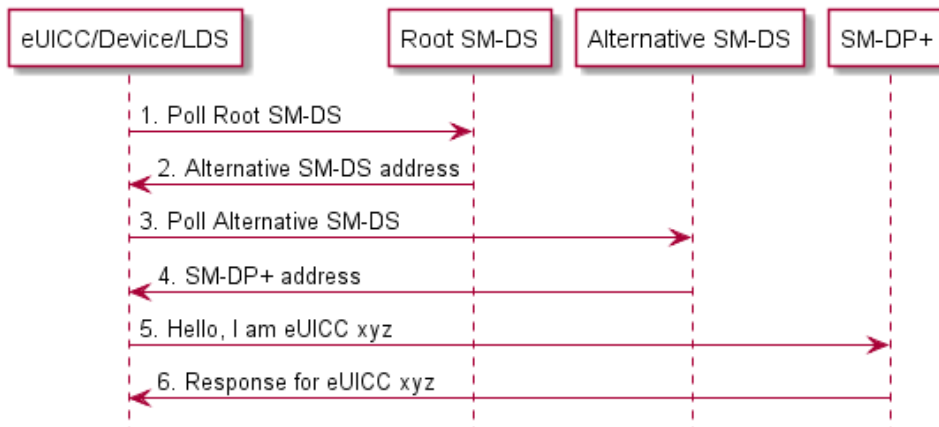 eUICC/Device/LDS
Root SM-DS
Alternative SM-DS
SM-DP+
1. Poll Root SM-DS
2. Alternative SM-DS address
3. Poll Alternative SM-DS
4. SM-DP+ address
5. Hello, I am eUICC xyz
6. Response for eUICC xyz